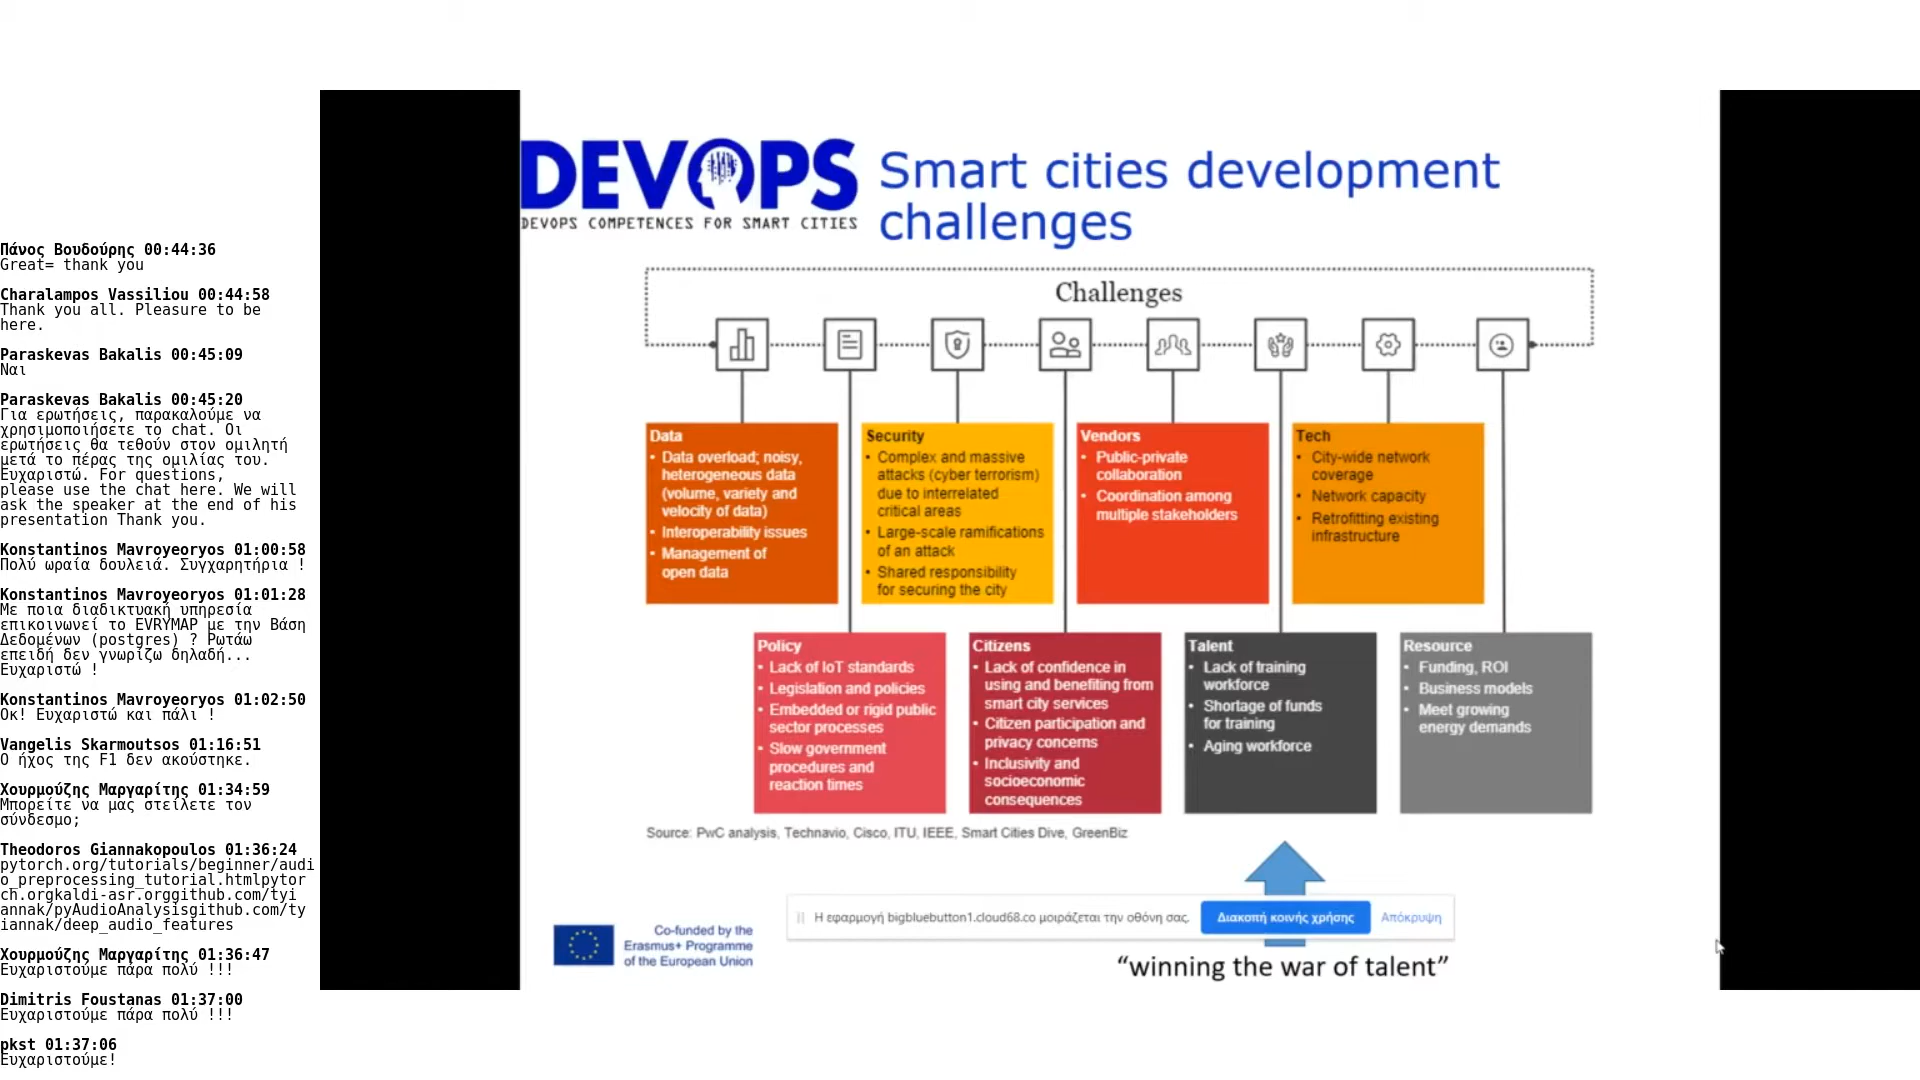 Πάνος Βουδούρης 00:44:36
Great= thank you
Charalampos Vassiliou 00:44:58
Thank you all. Pleasure to be
here.
Paraskevas Bakalis 00:45:09
Ναι
Paraskevas Bakalis 00:45:20
Για ερωτήσεις, παρακαλούμε να
χρησιμοποιήσετε το chat. Οι
ερωτήσεις θα τεθούν στον ομιλητή
μετά το πέρας της ομιλίας του.
Ευχαριστώ. For questions,
please use the chat here. We will
ask the speaker at the end of his
presentation Thank you.
Konstantinos Mavroyeoryos 01:00:58
Πολύ ωραία δουλειά. Συγχαρητήρια !
Konstantinos Mavroyeoryos 01:01:28
Με ποια διαδικτυακή υπηρεσία
επικοινωνεί το EVRYMAP με την Βάση
Δεδομένων (postgres) ? Ρωτάω
επειδή δεν γνωρίζω δηλαδή...
Ευχαριστώ !
Konstantinos Mavroyeoryos 01:02:50
Οκ! Ευχαριστώ και πάλι !
Vangelis Skarmoutsos 01:16:51
Ο ήχος της F1 δεν ακούστηκε.
Χουρμούζης Μαργαρίτης 01:34:59
Μπορείτε να μας στείλετε τον
σύνδεσμο;
Theodoros Giannakopoulos 01:36:24
pytorch.org/tutorials/beginner/audi
o_preprocessing_tutorial.htmlpytor
ch.orgkaldi-asr.orggithub.com/tyi
annak/pyAudioAnalysisgithub.com/ty
iannak/deep_audio_features
Χουρμούζης Μαργαρίτης 01:36:47
Ευχαριστούμε πάρα πολύ !!!
Dimitris Foustanas 01:37:00
Ευχαριστούμε πάρα πολύ !!!
pkst 01:37:06
Ευχαριστούμε!
DEVOPS
DEVOPS COMPETENCES FOR SMART CITIES
Smart cities development
challenges
Challenges
Data
• Data overload; noisy,
heterogeneous data
(volume, variety and
velocity of data)
• Interoperability issues
• Management of
open data
Security
• Complex and massive
attacks (cyber terrorism)
due to interrelated
critical areas
• Large-scale ramifications
of an attack
• Shared responsibility
for securing the city
Vendors
• Public-private
collaboration
• Coordination among
multiple stakeholders
Tech
• City-wide network
coverage
• Network capacity
• Retrofitting existing
infrastructure
Policy
• Lack of IoT standards
• Legislation and policies
• Embedded or rigid public
sector processes
• Slow government
procedures and
reaction times
Citizens
• Lack of confidence in
using and benefiting from
smart city services
• Citizen participation and
privacy concerns
• Inclusivity and
socioeconomic
consequences
Talent
• Lack of training
workforce
• Shortage of funds
for training
• Aging workforce
Resource
• Funding, ROI
• Business models
• Meet growing
energy demands
Source: PwC analysis, Technavio, Cisco, ITU, IEEE, Smart Cities Dive, GreenBiz
Η εφαρμογή bigbluebutton1.cloud68.co μοιράζεται την οθόνη σας. Διακοπή κοινής χρήσης Απόκρυψη
Co-funded by the
Erasmus+ Programme
of the European Union
“winning the war of talent”